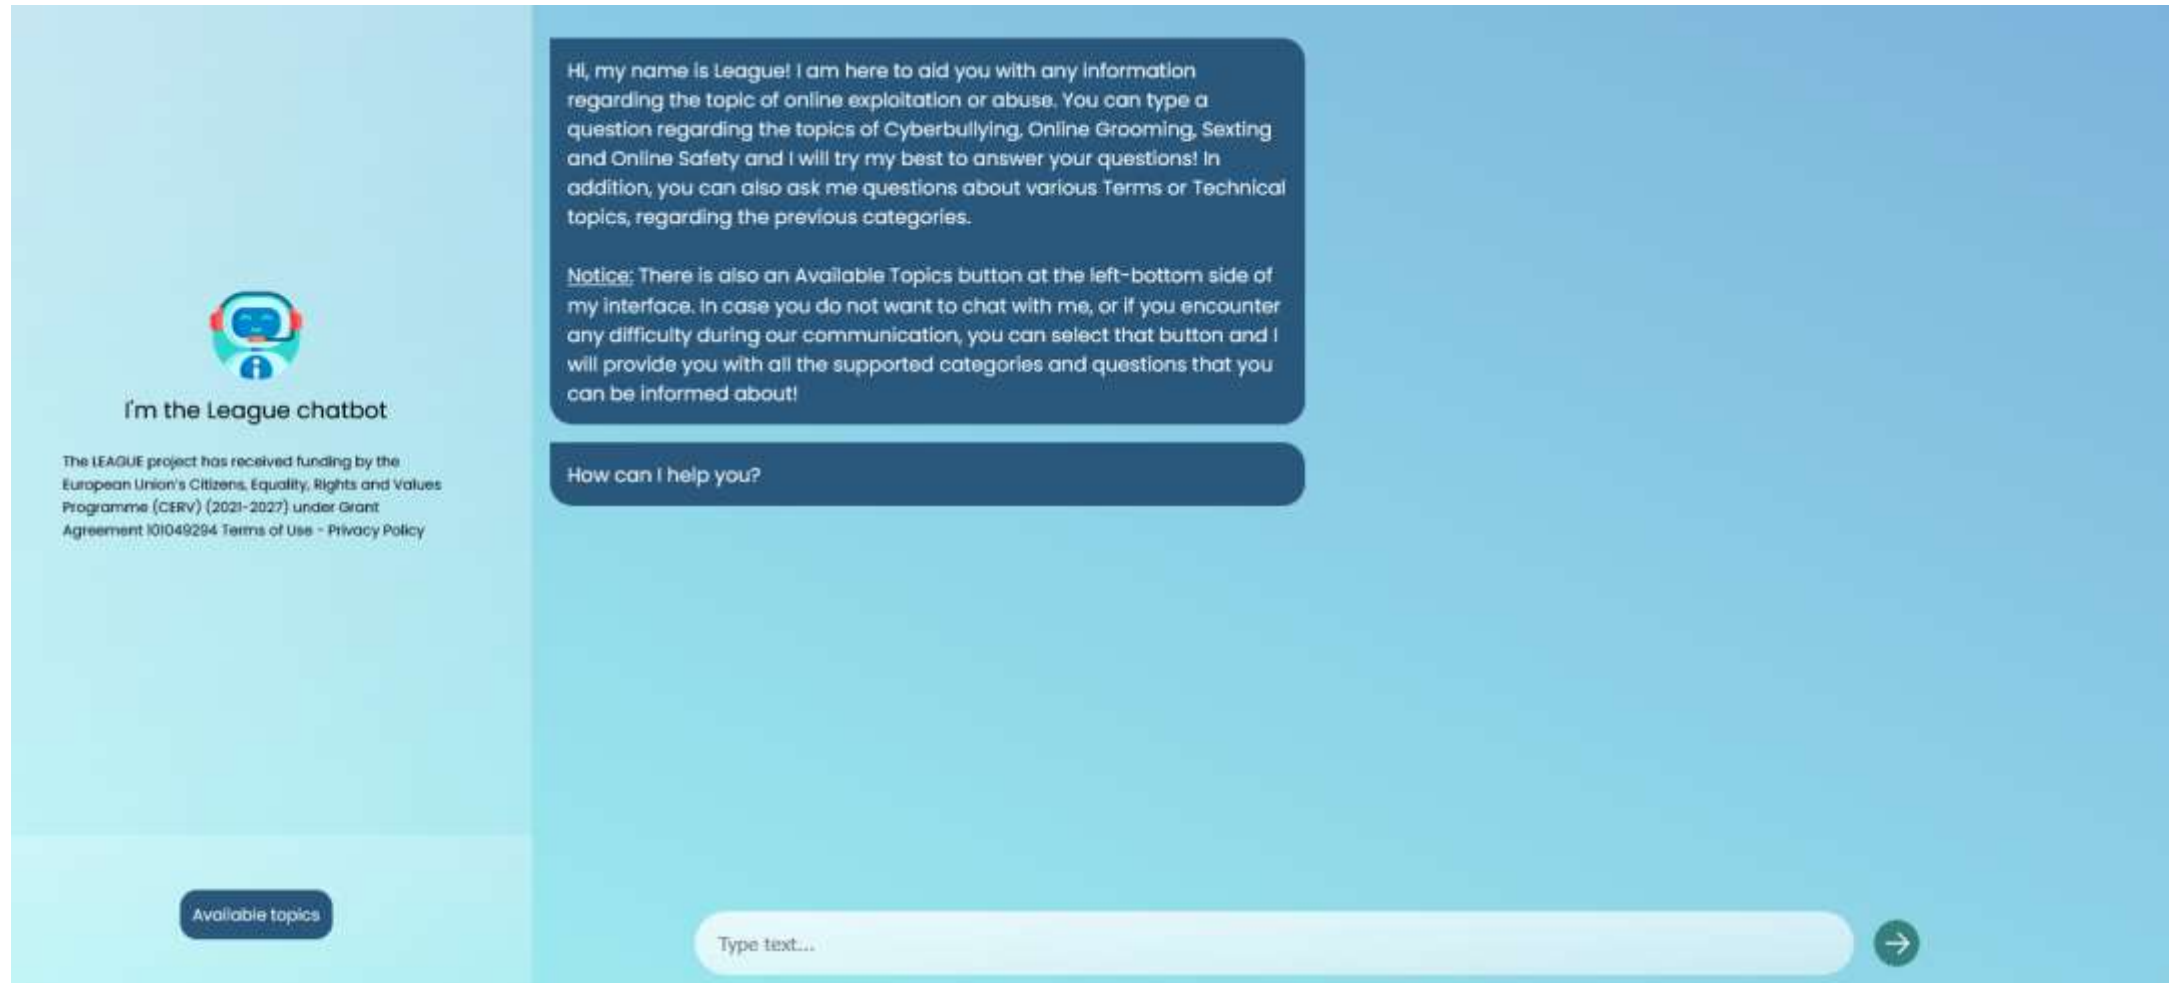 I'm the League chatbot
The LEAGUE project has received funding by the
European Union's Citizens, Equality, Rights and Values
Programme (CERV) (2021-2027) under Grant
Agreement 101049294 Terms of Use - Privacy Policy
Available topics
Hi, my name is League! I am here to aid you with any information
regarding the topic of online exploitation or abuse. You can type a
question regarding the topics of Cyberbullying, Online Grooming, Sexting
and Online Safety and I will try my best to answer your questions! In
addition, you can also ask me questions about various Terms or Technical
topics, regarding the previous categories.
Notice: There is also an Available Topics button at the left-bottom side of
my interface. In case you do not want to chat with me, or if you encounter
any difficulty during our communication, you can select that button and I
will provide you with all the supported categories and questions that you
can be informed about!
How can I help you?
Type text...